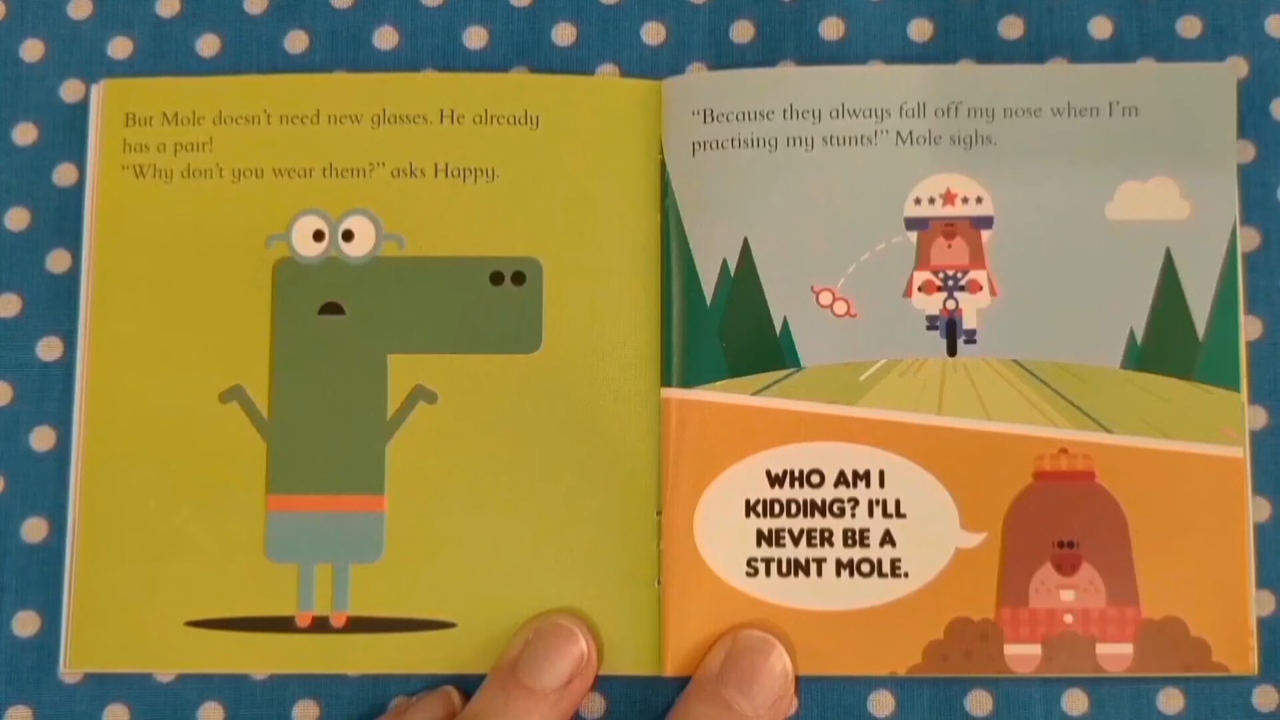 But Mole doesn't need new glasses. He already
has a pair!
"Why don't you wear them?" asks Happy.
"Because they always fall off my nose when I'm
practising my stunts!" Mole sighs.
WHO AM I
KIDDING? I'LL
NEVER BE A
STUNT MOLE.